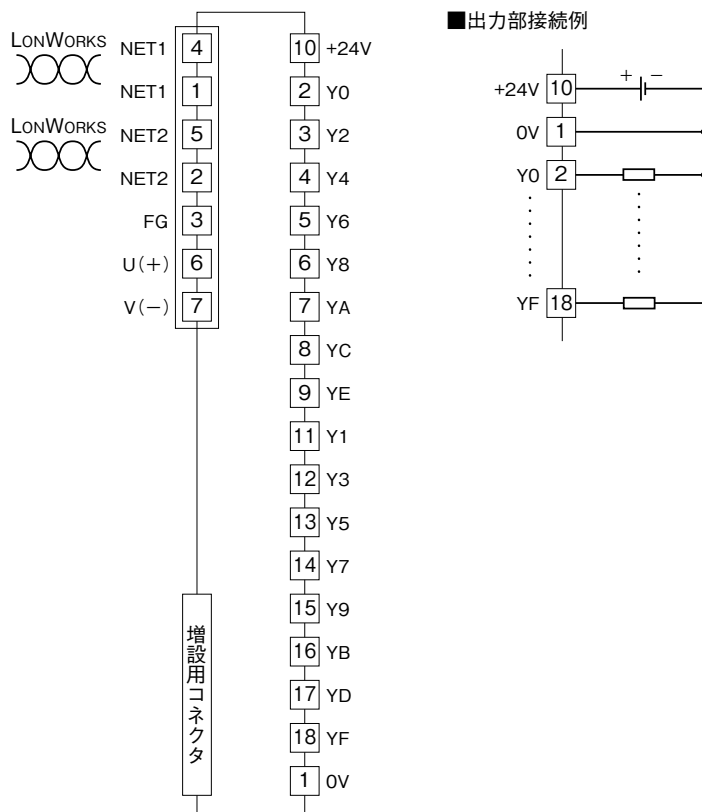 LONWORKS NET1 4
NET1 1
LONWORKS NET2 5
NET2 2
FG 3
U(+) 6
V(−) 7
増設用コネクタ
10 +24V
2 Y0
3 Y2
4 Y4
5 Y6
6 Y8
7 YA
8 YC
9 YE
11 Y1
12 Y3
13 Y5
14 Y7
15 Y9
16 YB
17 YD
18 YF
1 0V
■出力部接続例
+24V 10 + −
0V 1
Y0 2
YF 18